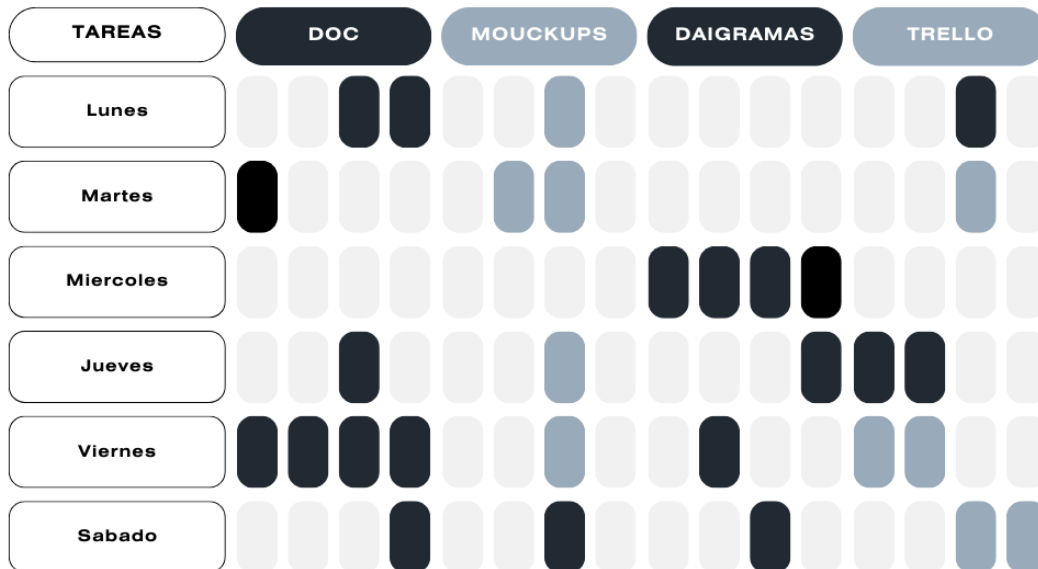 TAREAS DOC MOUCKUPS DAIGRAMAS TRELLO
Lunes
Martes
Miercoles
Jueves
Viernes
Sabado